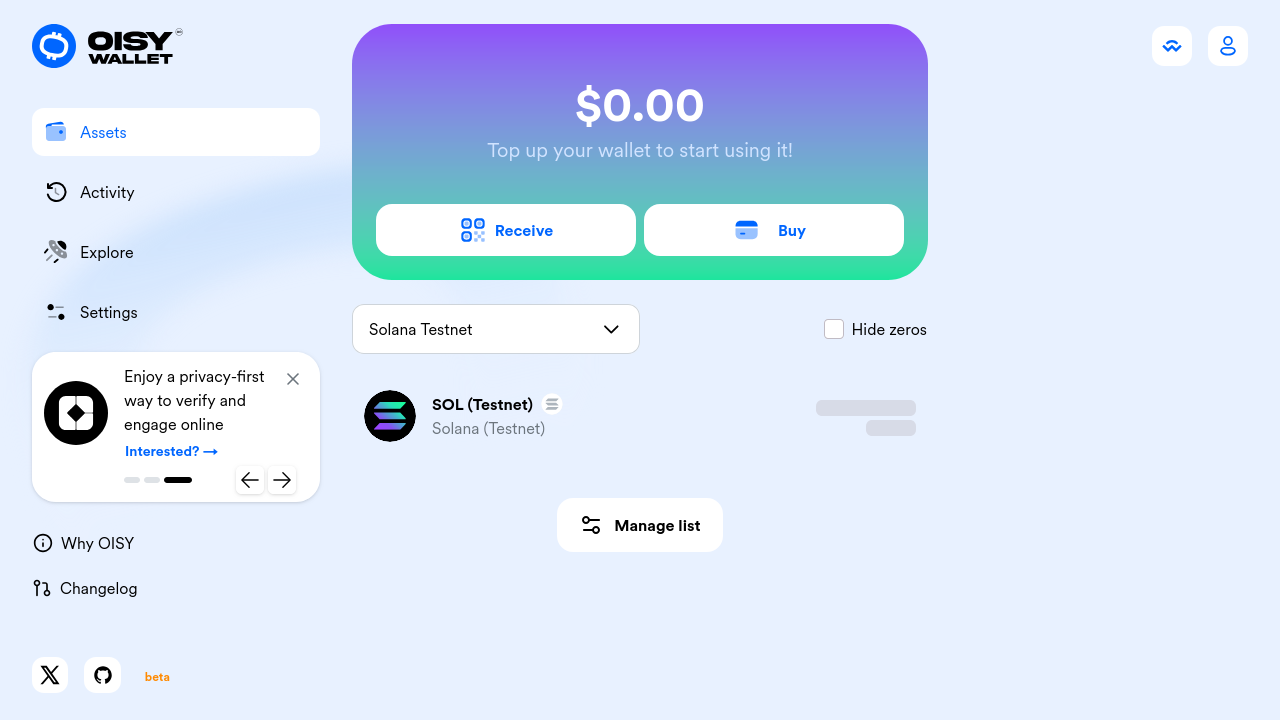 OISY
WALLET
Assets
Activity
Explore
Settings
Enjoy a privacy-first
way to verify and
engage online
Interested? →
Why OISY
Changelog
beta
$0.00
Top up your wallet to start using it!
Receive
Buy
Solana Testnet
Hide zeros
SOL (Testnet)
Solana (Testnet)
Manage list